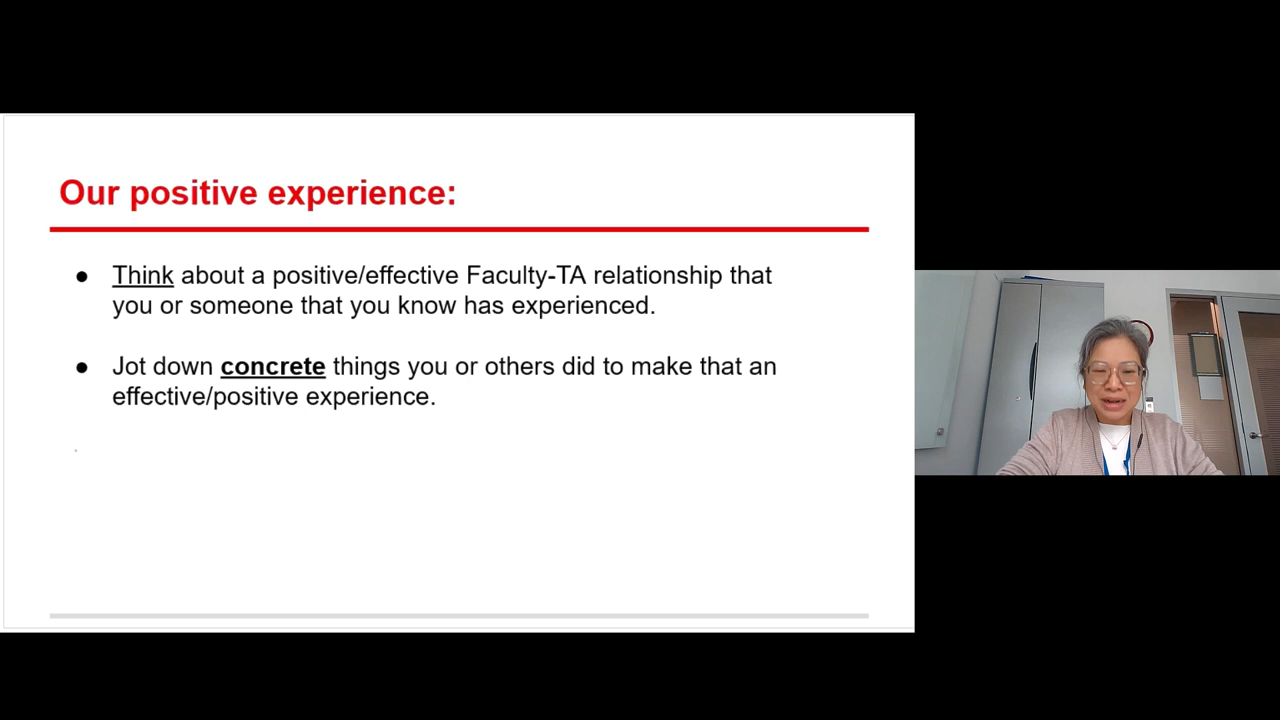 Our positive experience:
● Think about a positive/effective Faculty-TA relationship that
you or someone that you know has experienced.
● Jot down concrete things you or others did to make that an
effective/positive experience.